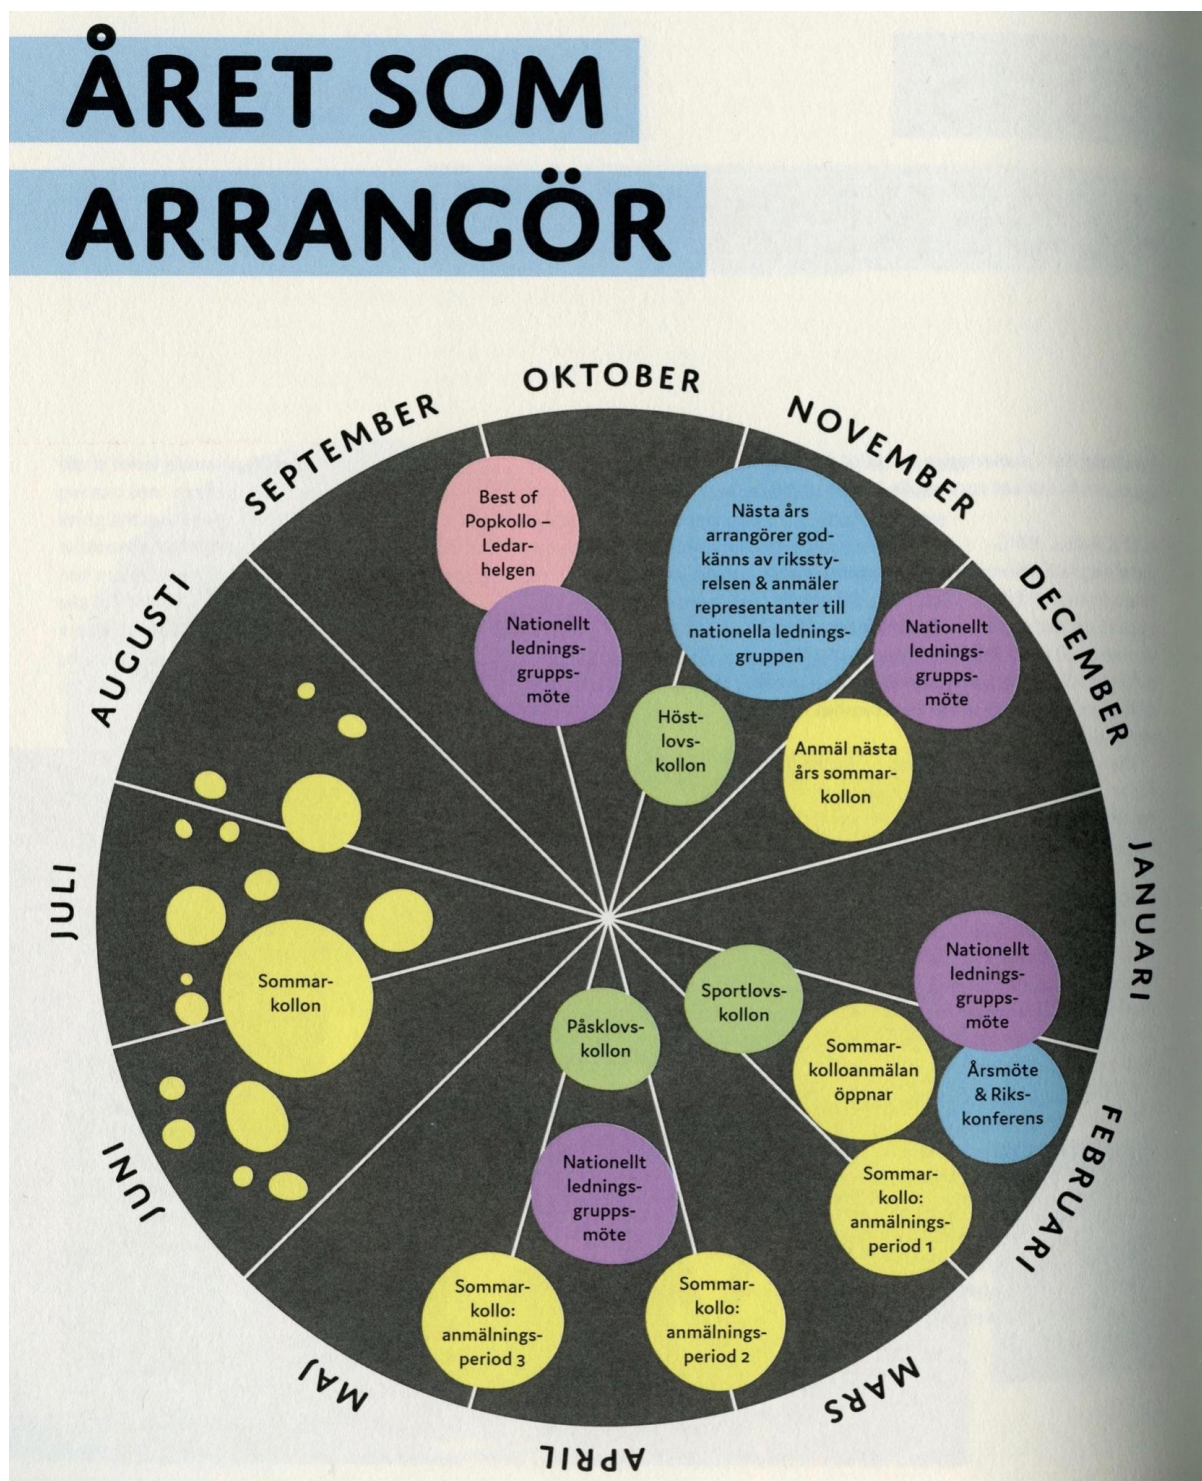 ÅRET SOM
ARRANGÖR
OKTOBER
NOVEMBER
DECEMBER
JANUARI
FEBRUARI
MARS
APRIL
MAJ
JUNI
JULI
AUGUSTI
SEPTEMBER
Best of
Popkollo –
Ledar-
helgen
Nationellt
lednings-
grupps-
möte
Nästa års
arrangörer god-
känns av rikssty-
relsen & anmäler
representanter till
nationella lednings-
gruppen
Höst-
lovs-
kollon
Nationellt
lednings-
grupps-
möte
Anmäl nästa
års sommar-
kollon
Nationellt
lednings-
grupps-
möte
Årsmöte
& Riks-
konferens
Sportlovs-
kollon
Sommar-
kolloanmälan
öppnar
Sommar-
kollo:
anmälnings-
period 1
Påsklovs-
kollon
Nationellt
lednings-
grupps-
möte
Sommar-
kollo:
anmälnings-
period 2
Sommar-
kollo:
anmälnings-
period 3
Sommar-
kollon